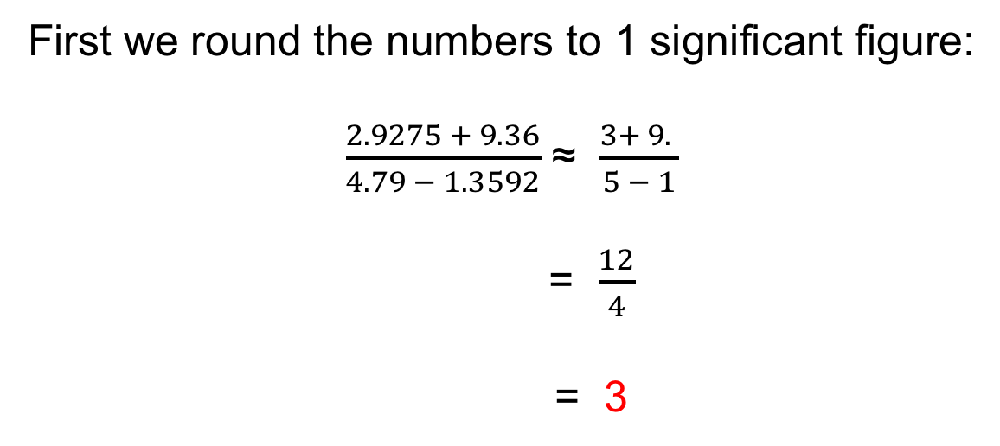 First we round the numbers to 1 significant figure:
2.9275 + 9.36
4.79 − 1.3592
≈
3+ 9.
5 − 1
=
12
4
= 3